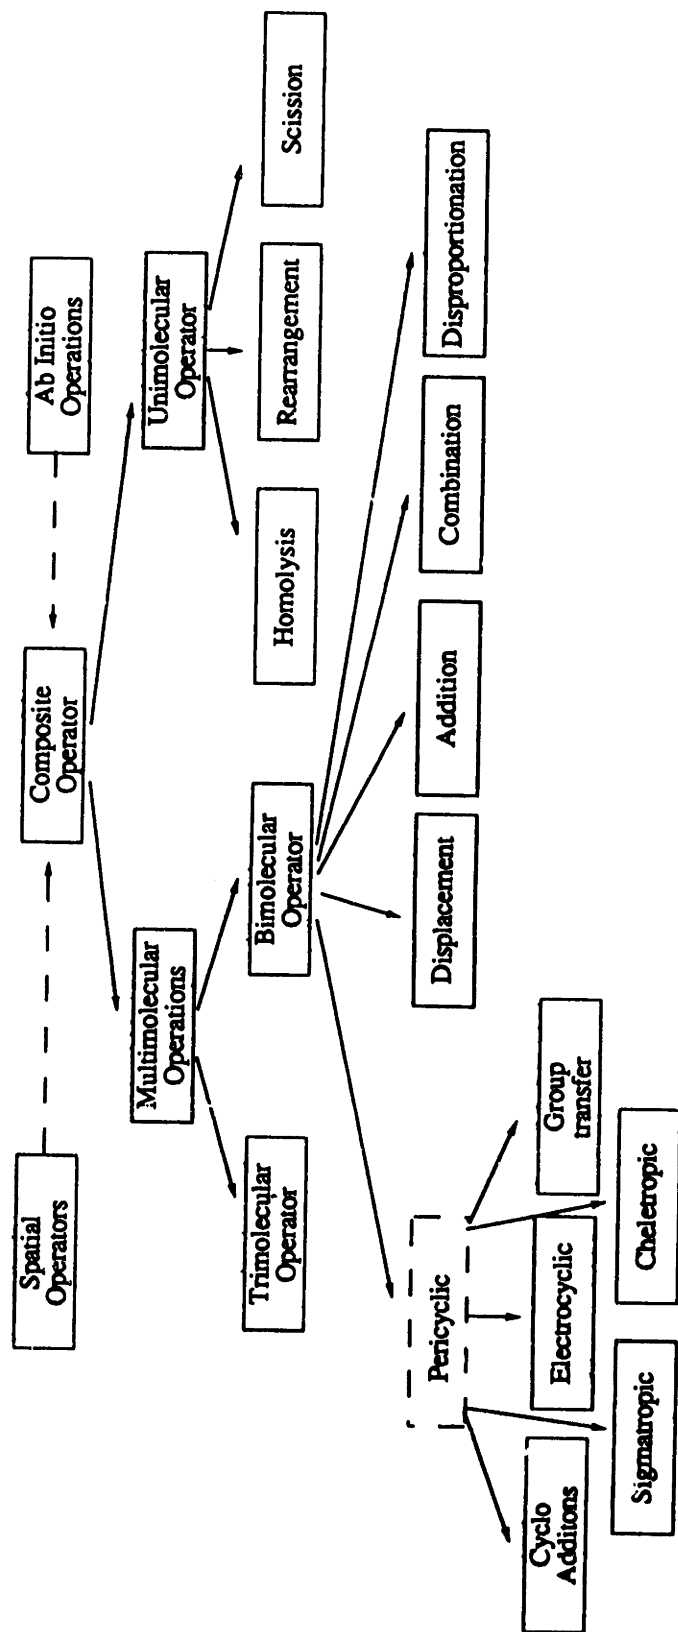 Spatial
Operators
Composite
Operator
Ab Initio
Operations
Multimolecular
Operations
Unimolecular
Operator
Trimolecular
Operator
Bimolecular
Operator
Homolysis
Rearrangement
Scission
Pericyclic
Displacement
Addition
Combination
Disproportionation
Cyclo
Additons
Electrocyclic
Group
transfer
Sigmatropic
Cheletropic